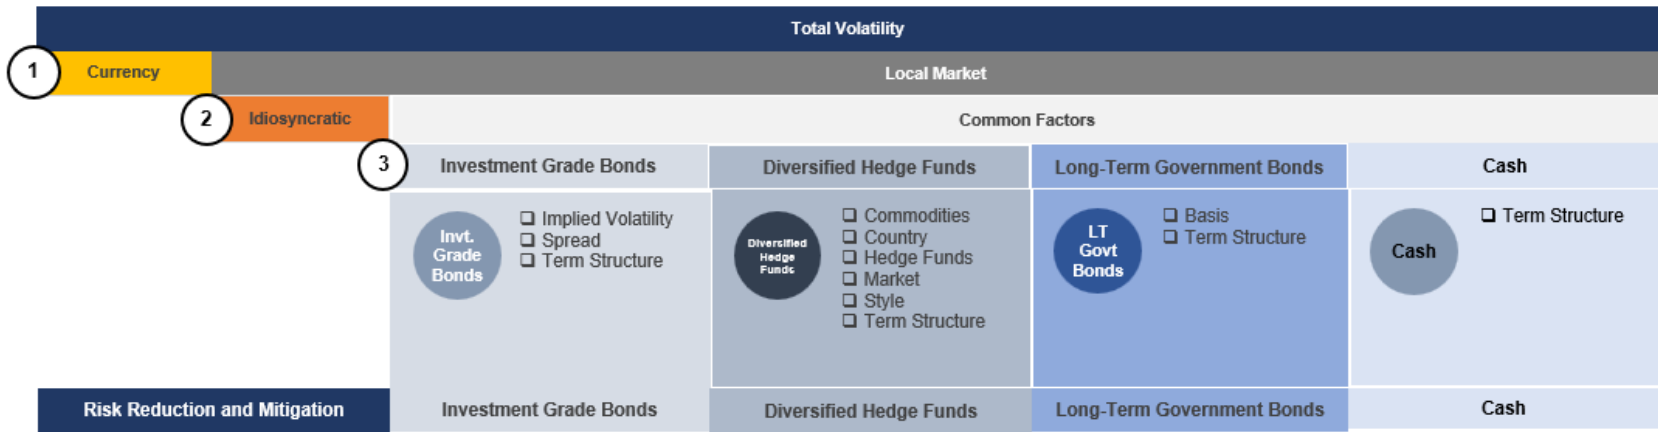 Total Volatility
1 Currency Local Market
2 Idiosyncratic Common Factors
3 Investment Grade Bonds Diversified Hedge Funds Long-Term Government Bonds Cash
Invt.
Grade
Bonds
❑ Implied Volatility
❑ Spread
❑ Term Structure
Diversified
Hedge
Funds
❑ Commodities
❑ Country
❑ Hedge Funds
❑ Market
❑ Style
❑ Term Structure
LT
Govt
Bonds
❑ Basis
❑ Term Structure
Cash
❑ Term Structure
Risk Reduction and Mitigation Investment Grade Bonds Diversified Hedge Funds Long-Term Government Bonds Cash